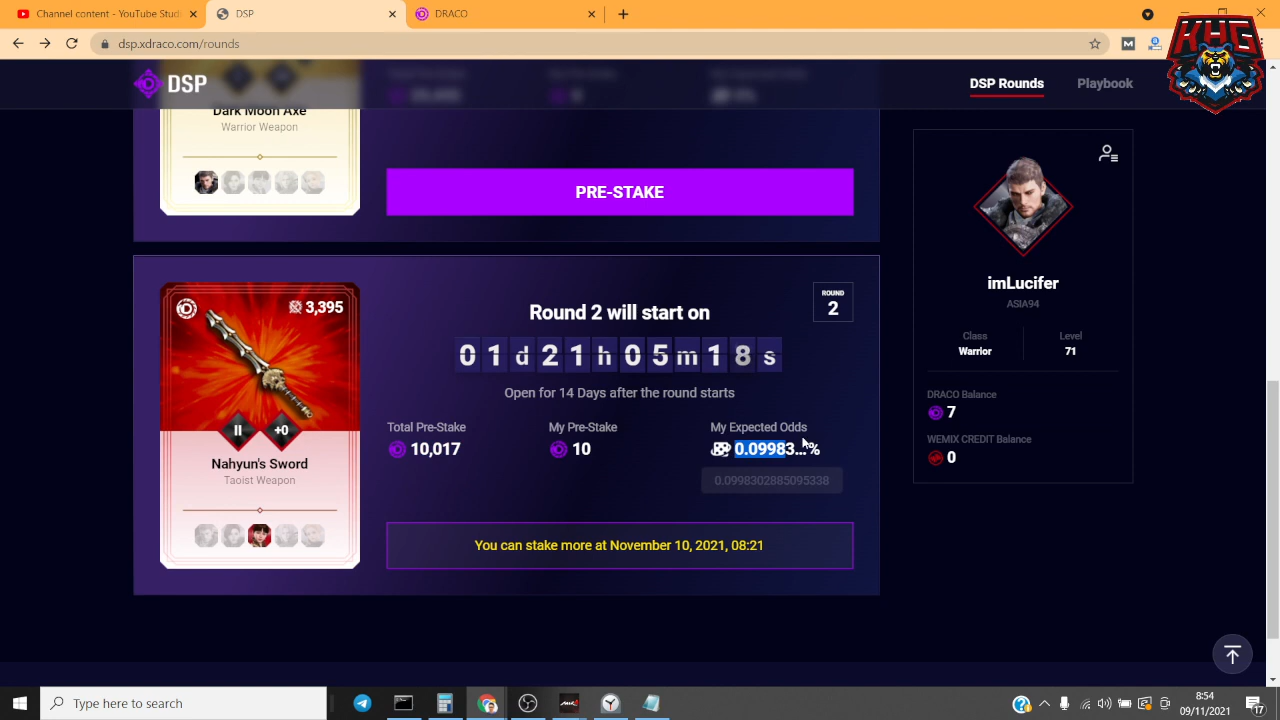 Channel content - YouTube S
DSP
DRACO
dsp.xdraco.com/rounds
KHG
DSP
DSP Rounds
Playbook
Dark Moon Axe
Warrior Weapon
PRE-STAKE
3,395
II
+0
Nahyun's Sword
Taoist Weapon
ROUND
2
Round 2 will start on
01d21h05m18s
Open for 14 Days after the round starts
Total Pre-Stake
My Pre-Stake
My Expected Odds
10,017
10
0.09983...%
0.0998302885095338
You can stake more at November 10, 2021, 08:21
imLucifer
ASIA94
Class
Level
Warrior
71
DRACO Balance
7
WEMIX CREDIT Balance
0
Type here to search
8:54
09/11/2021
17